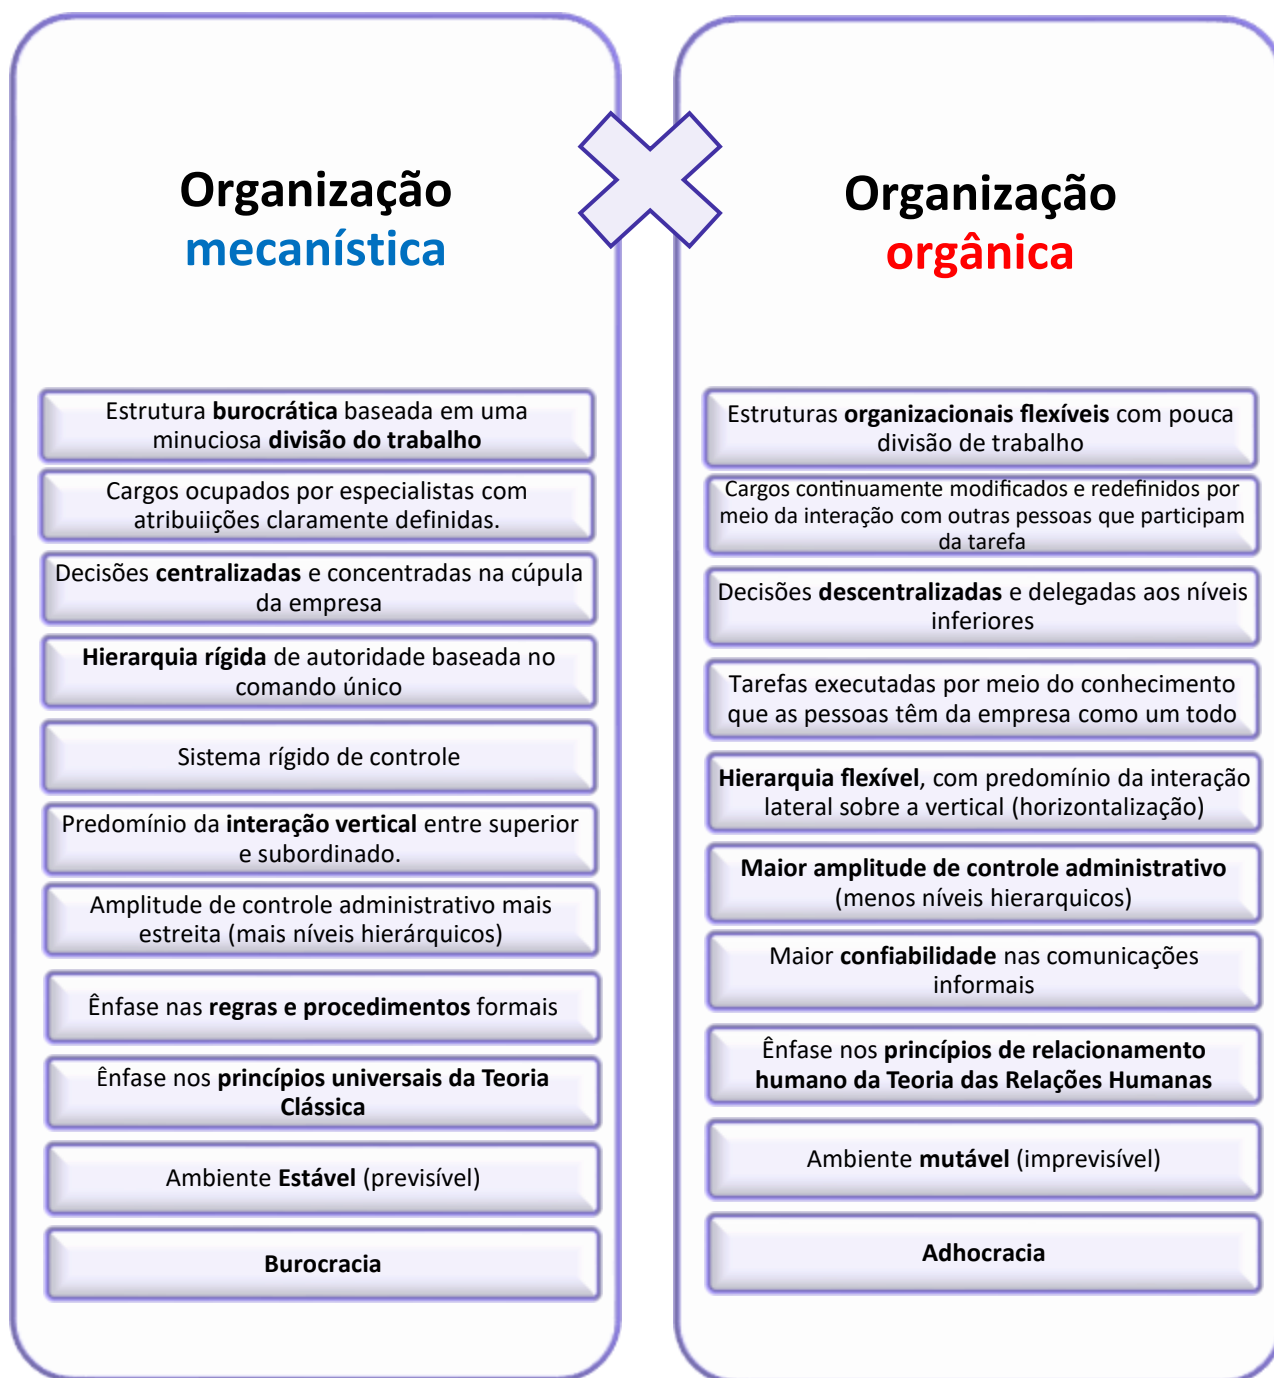 Organização
mecanística
Estrutura burocrática baseada em uma
minuciosa divisão do trabalho
Cargos ocupados por especialistas com
atribuiições claramente definidas.
Decisões centralizadas e concentradas na cúpula
da empresa
Hierarquia rígida de autoridade baseada no
comando único
Sistema rígido de controle
Predomínio da interação vertical entre superior
e subordinado.
Amplitude de controle administrativo mais
estreita (mais níveis hierárquicos)
Ênfase nas regras e procedimentos formais
Ênfase nos princípios universais da Teoria
Clássica
Ambiente Estável (previsível)
Burocracia
Organização
orgânica
Estruturas organizacionais flexíveis com pouca
divisão de trabalho
Cargos continuamente modificados e redefinidos por
meio da interação com outras pessoas que participam
da tarefa
Decisões descentralizadas e delegadas aos níveis
inferiores
Tarefas executadas por meio do conhecimento
que as pessoas têm da empresa como um todo
Hierarquia flexível, com predomínio da interação
lateral sobre a vertical (horizontalização)
Maior amplitude de controle administrativo
(menos níveis hierarquicos)
Maior confiabilidade nas comunicações
informais
Ênfase nos princípios de relacionamento
humano da Teoria das Relações Humanas
Ambiente mutável (imprevisível)
Adhocracia